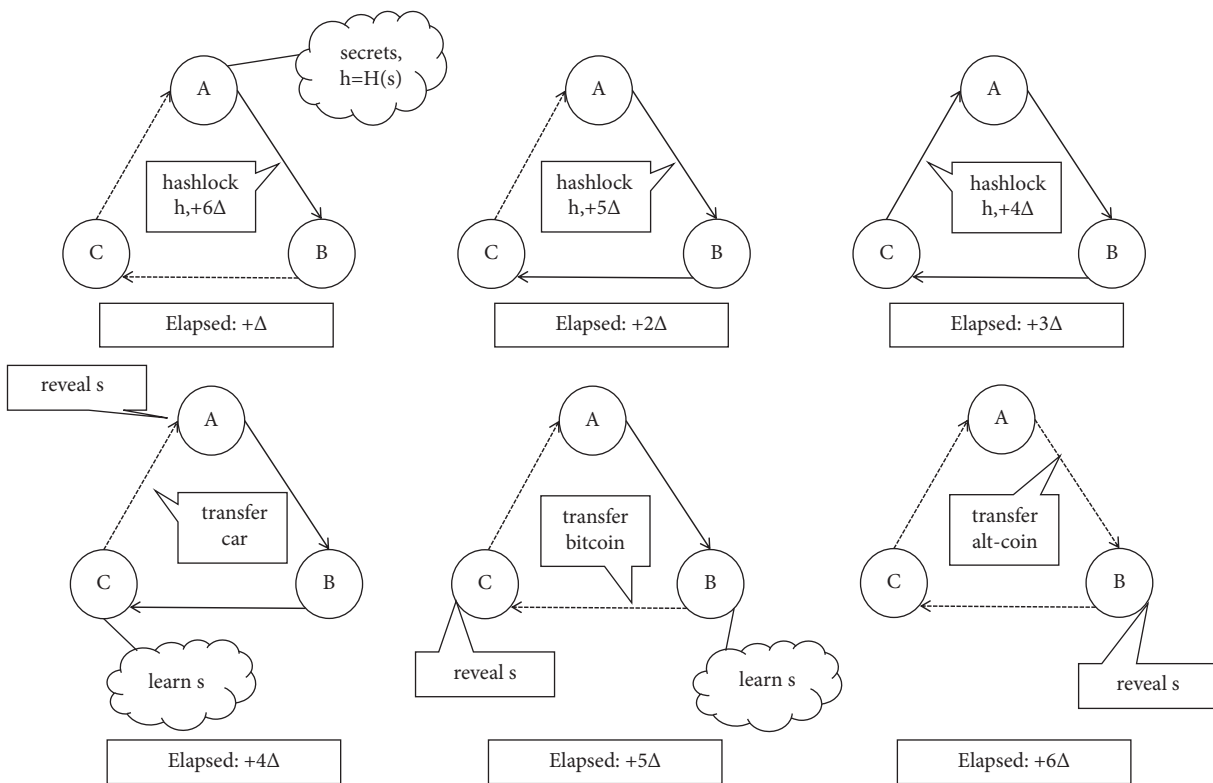 A
secrets,
h=H(s)
hashlock
h,+6Δ
C
B
Elapsed: +Δ
A
hashlock
h,+5Δ
C
B
Elapsed: +2Δ
A
hashlock
h,+4Δ
C
B
Elapsed: +3Δ
reveal s
A
transfer
car
C
B
learn s
Elapsed: +4Δ
A
transfer
bitcoin
C
B
reveal s
learn s
Elapsed: +5Δ
A
transfer
alt-coin
C
B
reveal s
Elapsed: +6Δ